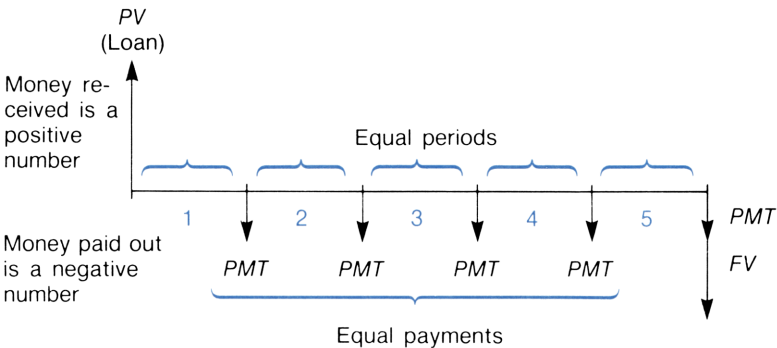 PV
(Loan)
Money re-
ceived is a
positive
number
Equal periods
1 2 3 4 5
PMT
Money paid out
is a negative
number
PMT PMT PMT PMT
FV
Equal payments